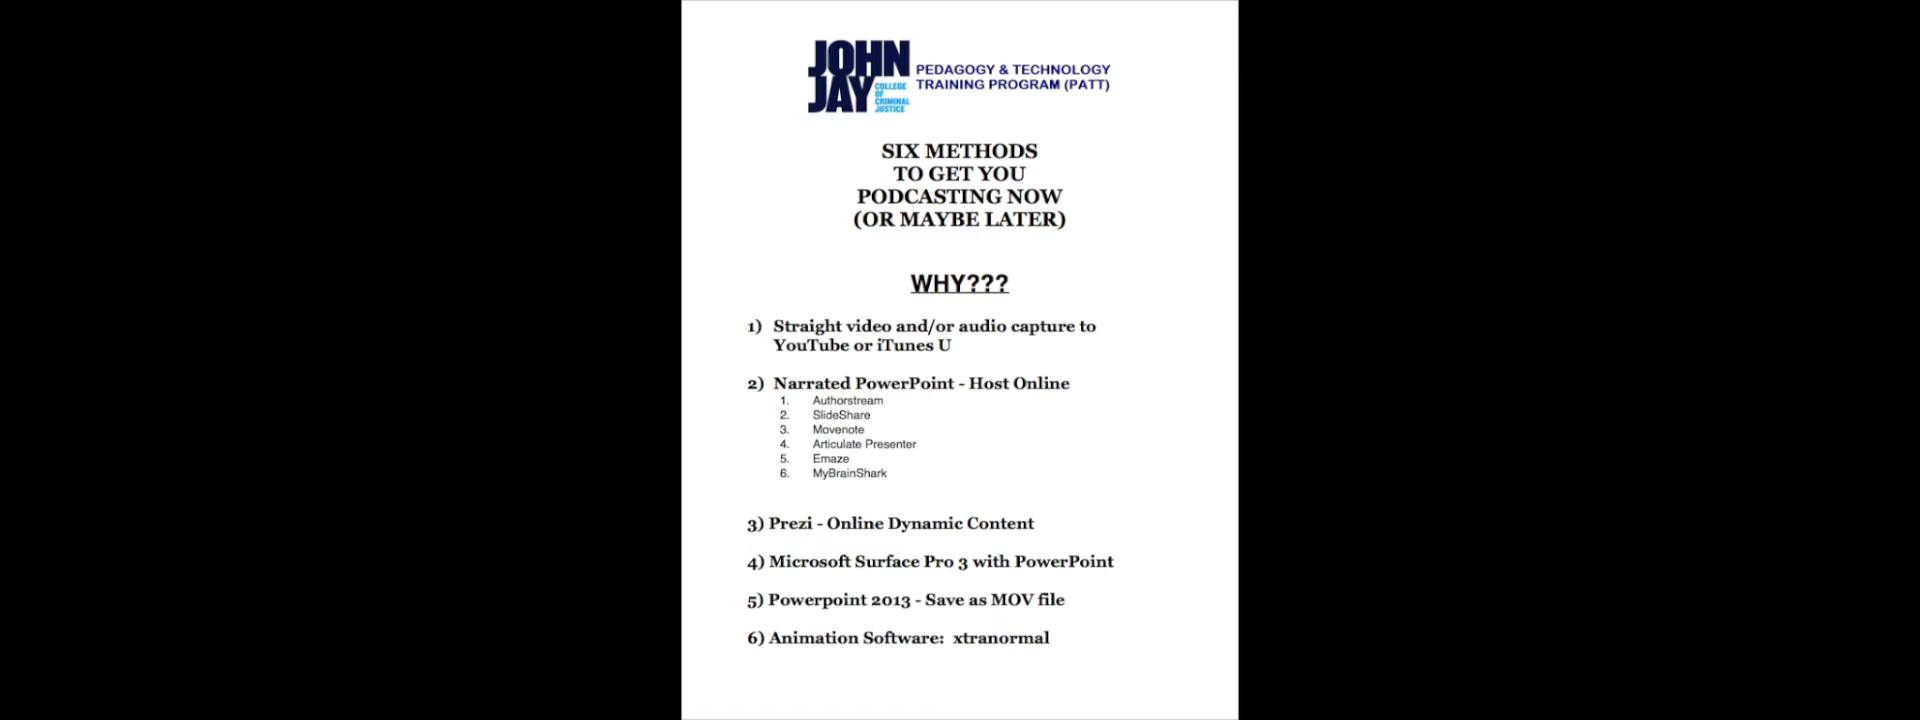 JOHN
JAY
COLLEGE
OF
CRIMINAL
JUSTICE
PEDAGOGY & TECHNOLOGY
TRAINING PROGRAM (PATT)
SIX METHODS
TO GET YOU
PODCASTING NOW
(OR MAYBE LATER)
WHY???
1) Straight video and/or audio capture to
YouTube or iTunes U
2) Narrated PowerPoint - Host Online
1. Authorstream
2. SlideShare
3. Movenote
4. Articulate Presenter
5. Emaze
6. MyBrainShark
3) Prezi - Online Dynamic Content
4) Microsoft Surface Pro 3 with PowerPoint
5) Powerpoint 2013 - Save as MOV file
6) Animation Software: xtranormal